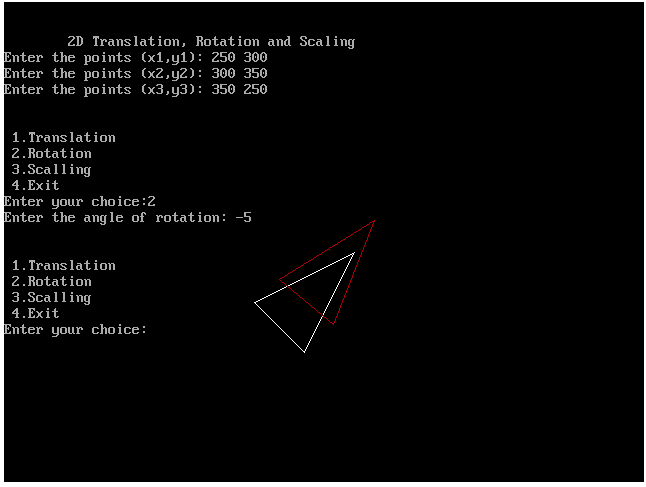 2D Translation, Rotation and Scaling
Enter the points (x1,y1): 250 300
Enter the points (x2,y2): 300 350
Enter the points (x3,y3): 350 250
1.Translation
2.Rotation
3.Scalling
4.Exit
Enter your choice:2
Enter the angle of rotation: -5
1.Translation
2.Rotation
3.Scalling
4.Exit
Enter your choice: